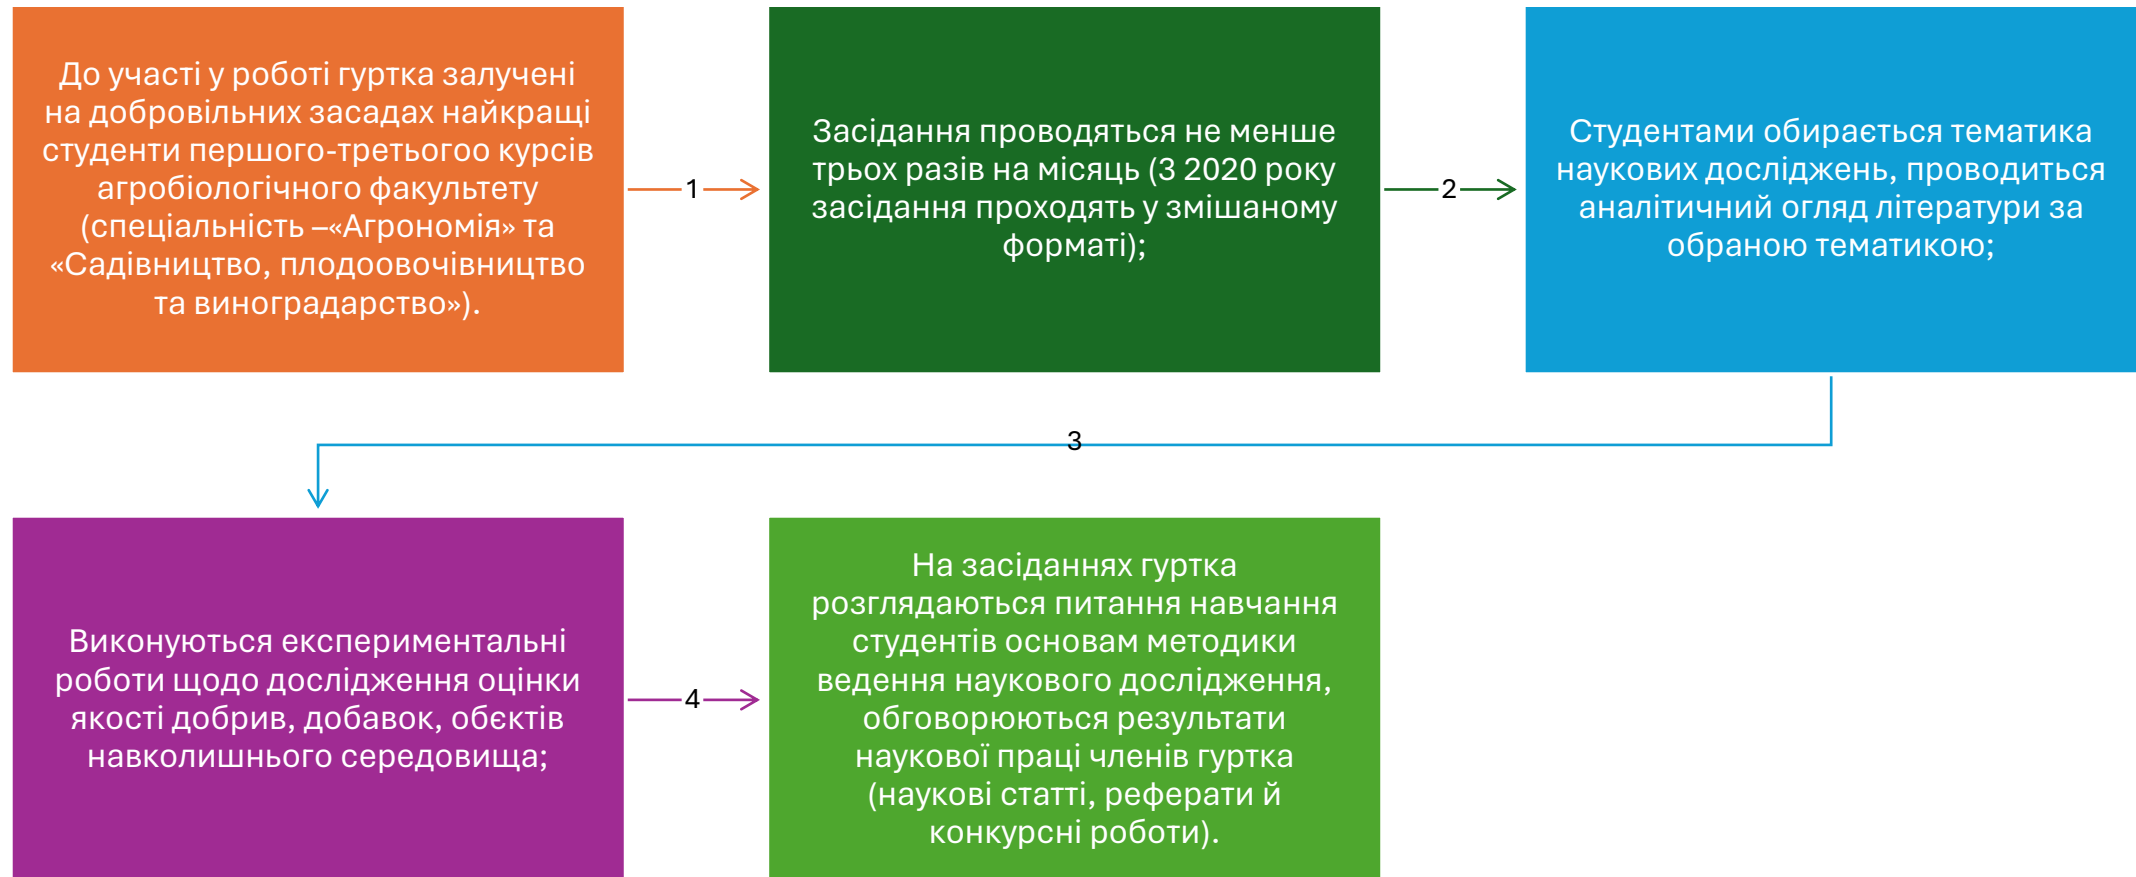 До участі у роботі гуртка залучені
на добровільних засадах найкращі
студенти першого-третьогоо курсів
агробіологічного факультету
(спеціальність –«Агрономія» та
«Садівництво, плодоовочівництво
та виноградарство»).
1
Засідання проводяться не менше
трьох разів на місяць (З 2020 року
засідання проходять у змішаному
форматі);
2
Студентами обирається тематика
наукових досліджень, проводиться
аналітичний огляд літератури за
обраною тематикою;
3
Виконуються експериментальні
роботи щодо дослідження оцінки
якості добрив, добавок, обєктів
навколишнього середовища;
4
На засіданнях гуртка
розглядаються питання навчання
студентів основам методики
ведення наукового дослідження,
обговорюються результати
наукової праці членів гуртка
(наукові статті, реферати й
конкурсні роботи).